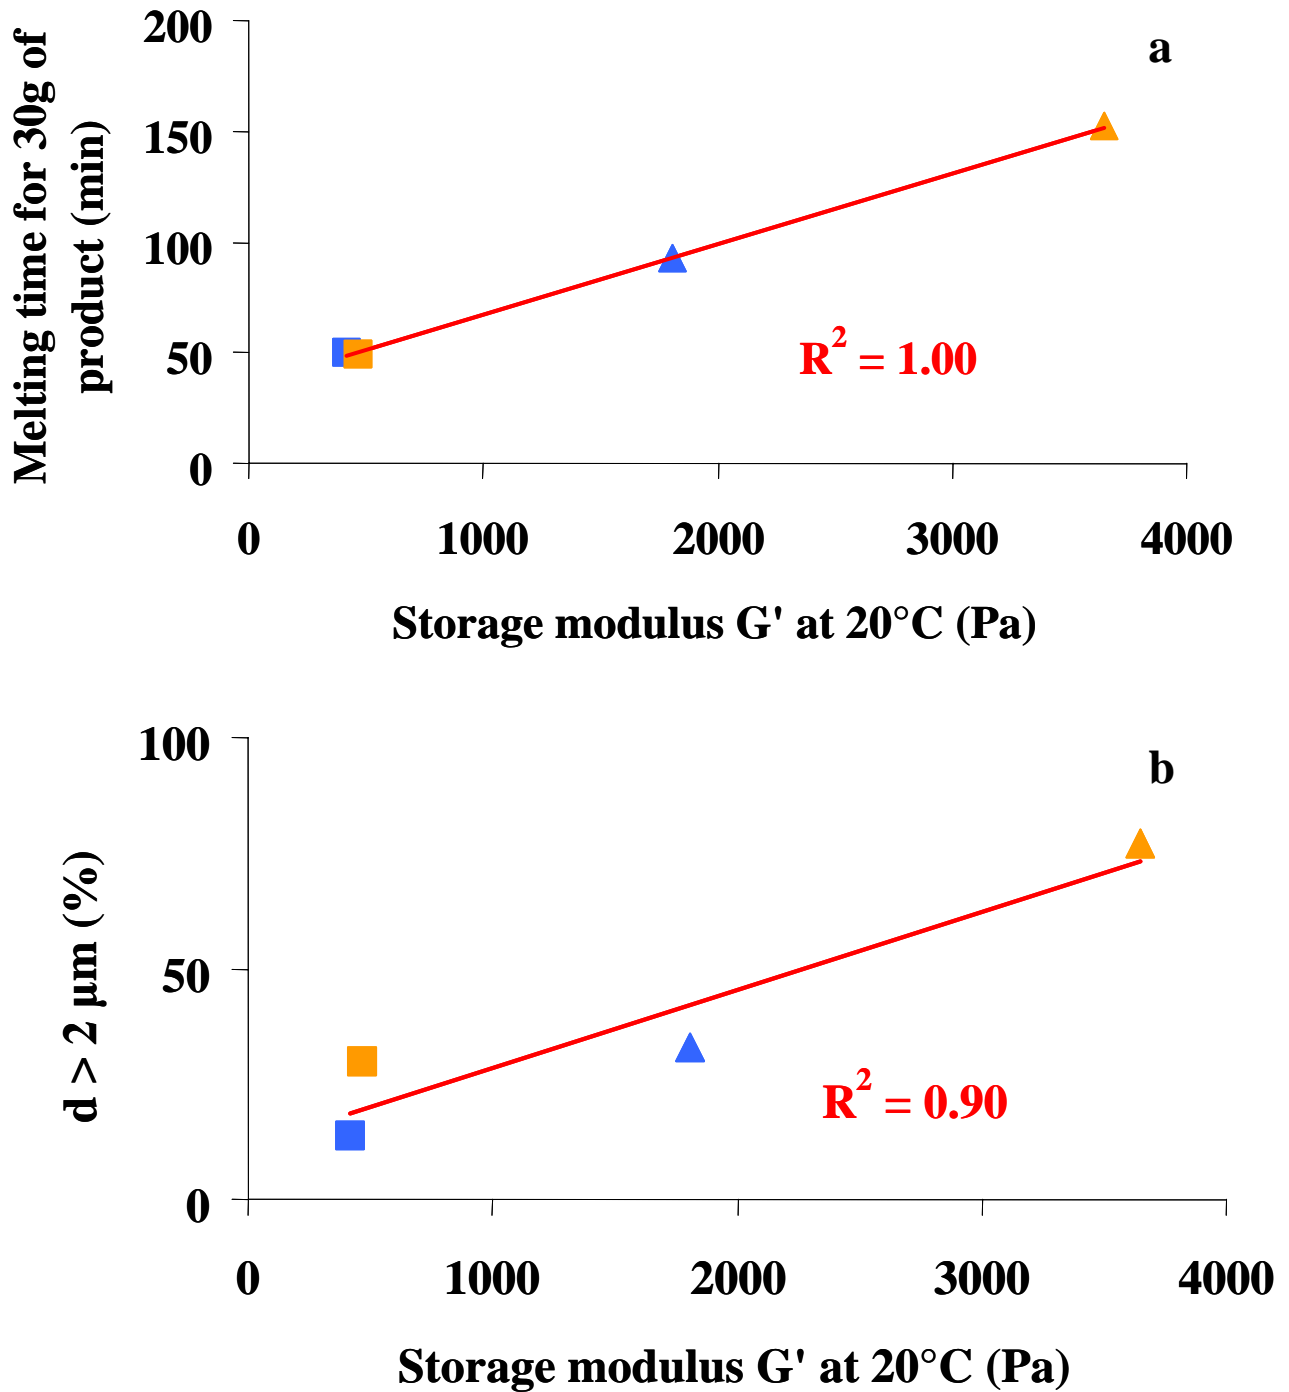 a
Melting time for 30g of
product (min)
200
150
100
50
0
R² = 1.00
0 1000 2000 3000 4000
Storage modulus G' at 20°C (Pa)
b
d > 2 µm (%)
100
50
0
R² = 0.90
0 1000 2000 3000 4000
Storage modulus G' at 20°C (Pa)